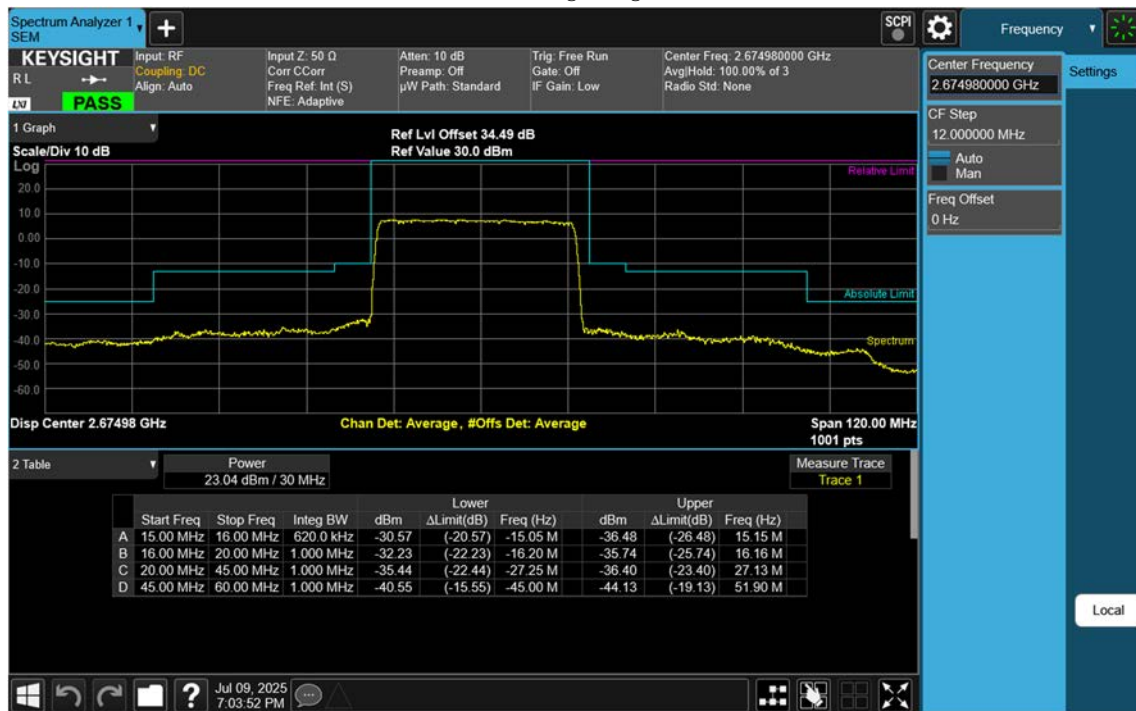 Spectrum Analyzer 1
SEM
SCPI
Frequency
KEYSIGHT
R L
LXI
PASS
Input: RF
Coupling: DC
Align: Auto
Input Z: 50 Ω
Corr CCorr
Freq Ref: Int (S)
NFE: Adaptive
Atten: 10 dB
Preamp: Off
µW Path: Standard
Trig: Free Run
Gate: Off
IF Gain: Low
Center Freq: 2.674980000 GHz
Avg|Hold: 100.00% of 3
Radio Std: None
Center Frequency
2.674980000 GHz
Settings
CF Step
12.000000 MHz
Auto
Man
Freq Offset
0 Hz
1 Graph
Scale/Div 10 dB
Log
Ref Lvl Offset 34.49 dB
Ref Value 30.0 dBm
Relative Limit
20.0
10.0
0.00
-10.0
-20.0
Absolute Limit
-30.0
-40.0
Spectrum
-50.0
-60.0
Disp Center 2.67498 GHz
Chan Det: Average, #Offs Det: Average
Span 120.00 MHz
1001 pts
2 Table
Power
23.04 dBm / 30 MHz
Measure Trace
Trace 1
Lower Upper
Start Freq Stop Freq Integ BW dBm ΔLimit(dB) Freq (Hz) dBm ΔLimit(dB) Freq (Hz)
A 15.00 MHz 16.00 MHz 620.0 kHz -30.57 (-20.57) -15.05 M -36.48 (-26.48) 15.15 M
B 16.00 MHz 20.00 MHz 1.000 MHz -32.23 (-22.23) -16.20 M -35.74 (-25.74) 16.16 M
C 20.00 MHz 45.00 MHz 1.000 MHz -35.44 (-22.44) -27.25 M -36.40 (-23.40) 27.13 M
D 45.00 MHz 60.00 MHz 1.000 MHz -40.55 (-15.55) -45.00 M -44.13 (-19.13) 51.90 M
Local
?
Jul 09, 2025
7:03:52 PM